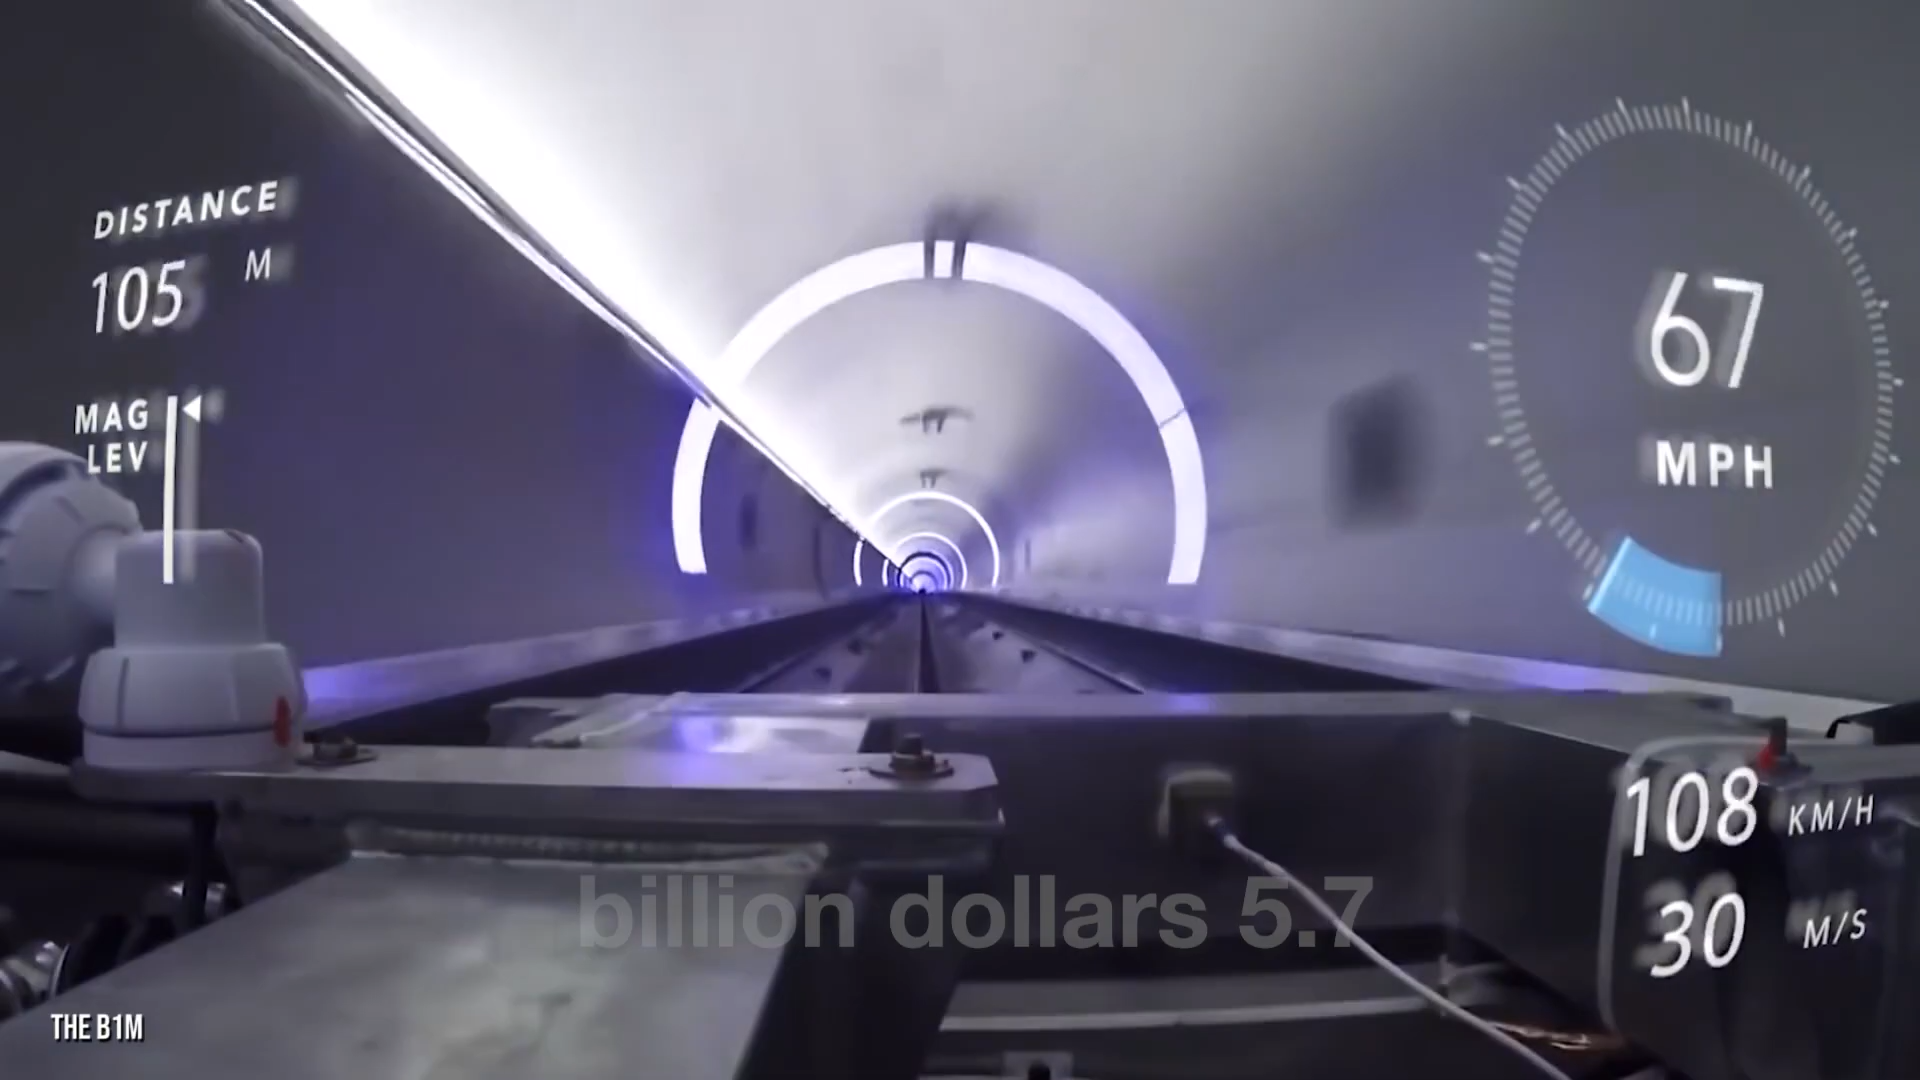 DISTANCE
105 M
MAG
LEV
67
MPH
108 KM/H
30 M/S
billion dollars 5.7
THE B1M